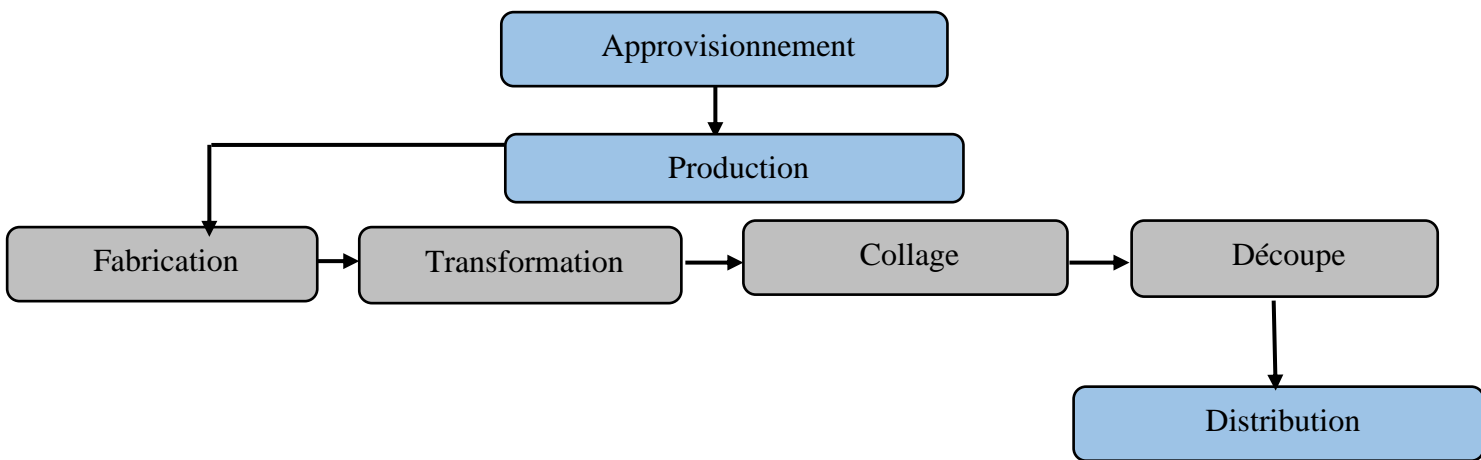 Approvisionnement
Production
Fabrication
Transformation
Collage
Découpe
Distribution